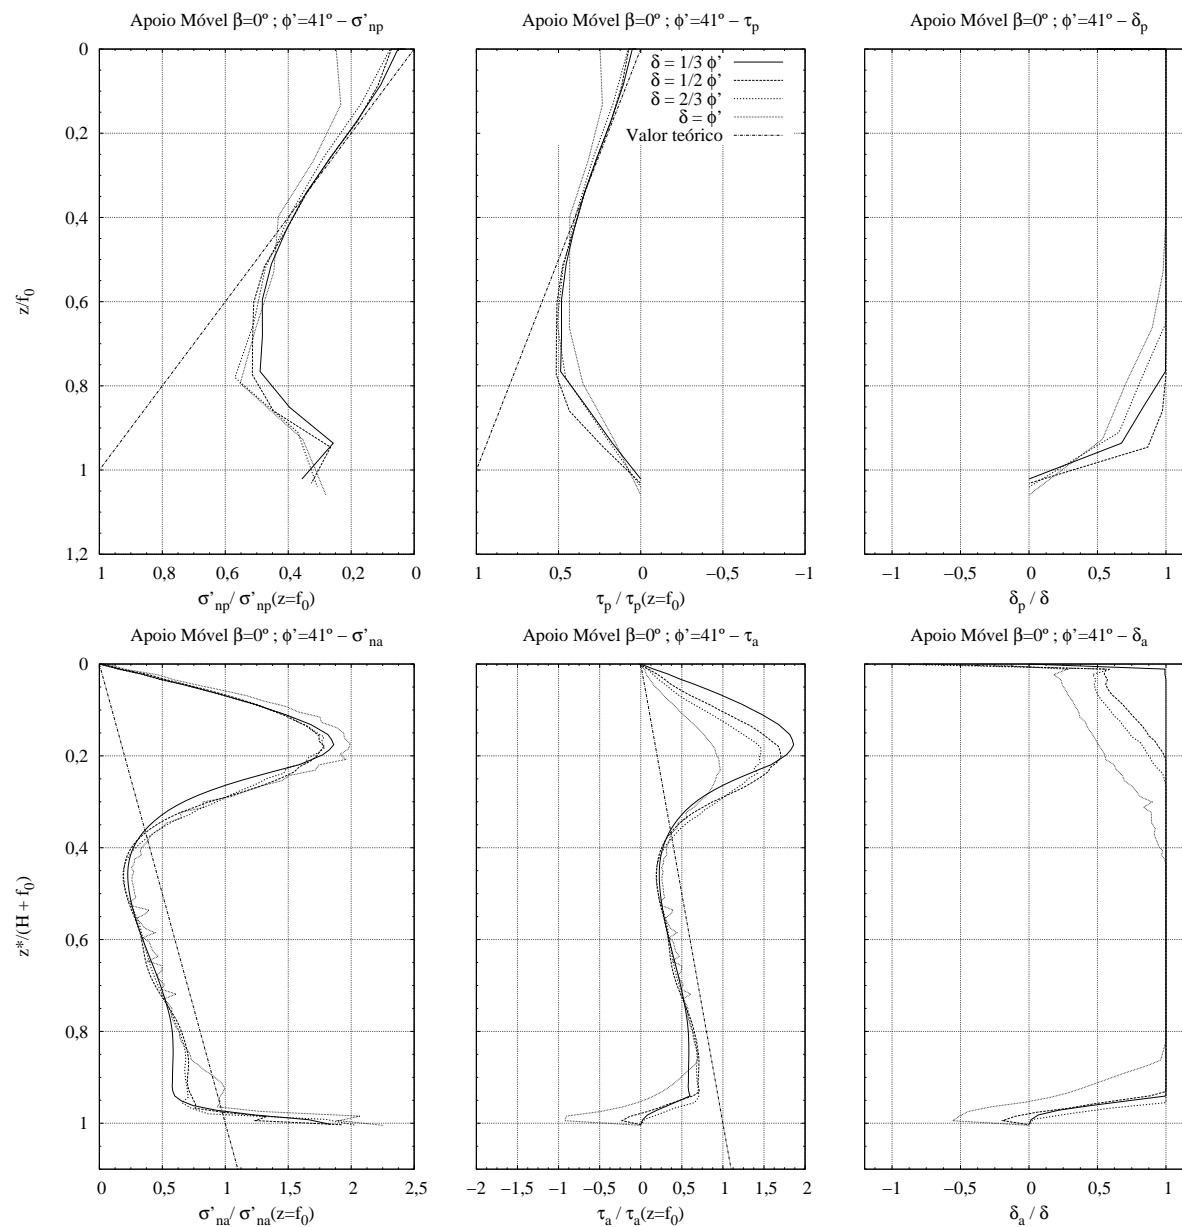 Apoio Móvel β=0º ; ϕ’=41º – σ’np
Apoio Móvel β=0º ; ϕ’=41º – τp
Apoio Móvel β=0º ; ϕ’=41º – δp
0
0,2
0,4
0,6
0,8
1
1,2
z/f0
δ = 1/3 ϕ’
δ = 1/2 ϕ’
δ = 2/3 ϕ’
δ = ϕ’
Valor teórico
1 0,6 0,4 0,2 0
1 0,5 0 –0,5 –1
–1 –0,5 0 0,5 1
σ’np/ σ’np(z=f0)
τp / τp(z=f0)
δp / δ
Apoio Móvel β=0º ; ϕ’=41º – σ’na
Apoio Móvel β=0º ; ϕ’=41º – τa
Apoio Móvel β=0º ; ϕ’=41º – δa
0
0,2
0,4
0,6
0,8
1
z*/(H + f0)
0 0,5 1 1,5 2 2,5
–2 –1,5 –1 –0,5 0 0,5 1 1,5 2
–1 –0,5 0 0,5 1
σ’na/ σ’na(z=f0)
τa / τa(z=f0)
δa / δ